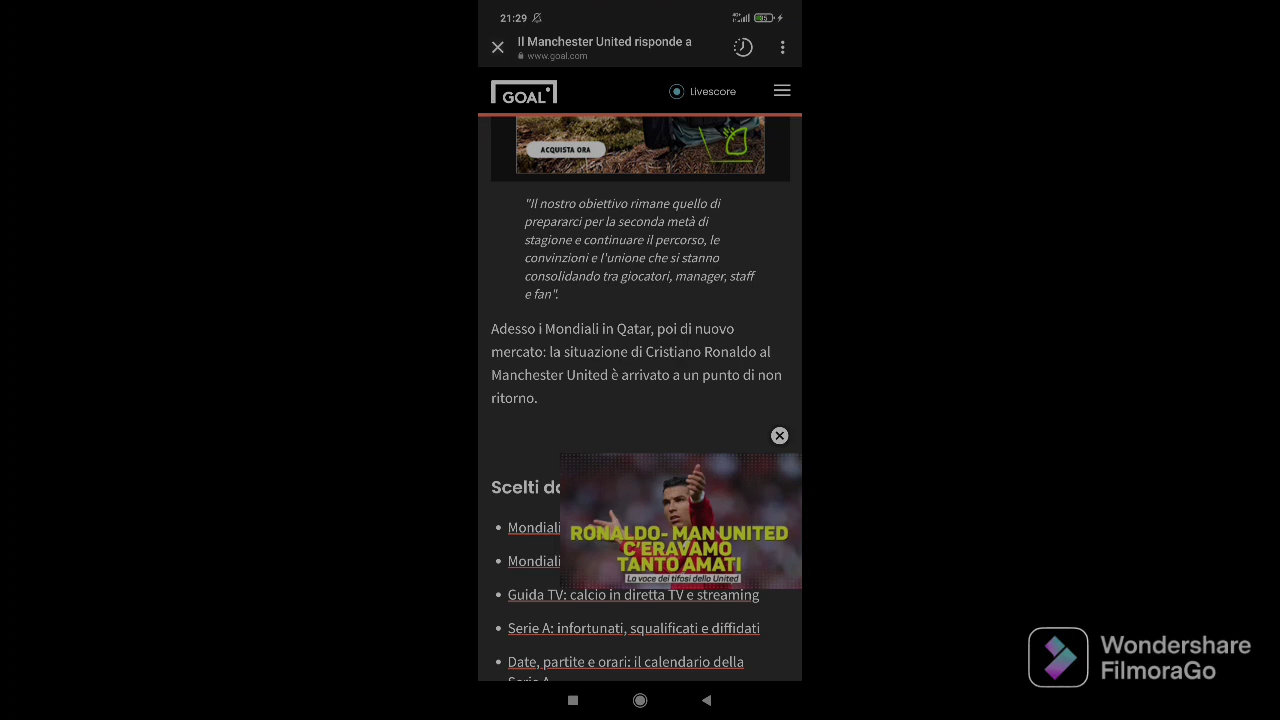 21:29
4G+
95
Il Manchester United risponde a
www.goal.com
GOAL
Livescore
ACQUISTA ORA
"Il nostro obiettivo rimane quello di
prepararci per la seconda metà di
stagione e continuare il percorso, le
convinzioni e l'unione che si stanno
consolidando tra giocatori, manager, staff
e fan".
Adesso i Mondiali in Qatar, poi di nuovo
mercato: la situazione di Cristiano Ronaldo al
Manchester United è arrivato a un punto di non
ritorno.
Scelti
Mondiali
RONALDO- MAN UNITED
C'ERAVAMO
TANTO AMATI
La voce dei tifosi dello United
Mondiali
Guida TV: calcio in diretta TV e streaming
Serie A: infortunati, squalificati e diffidati
Date, partite e orari: il calendario della
Serie A
Wondershare
FilmoraGo